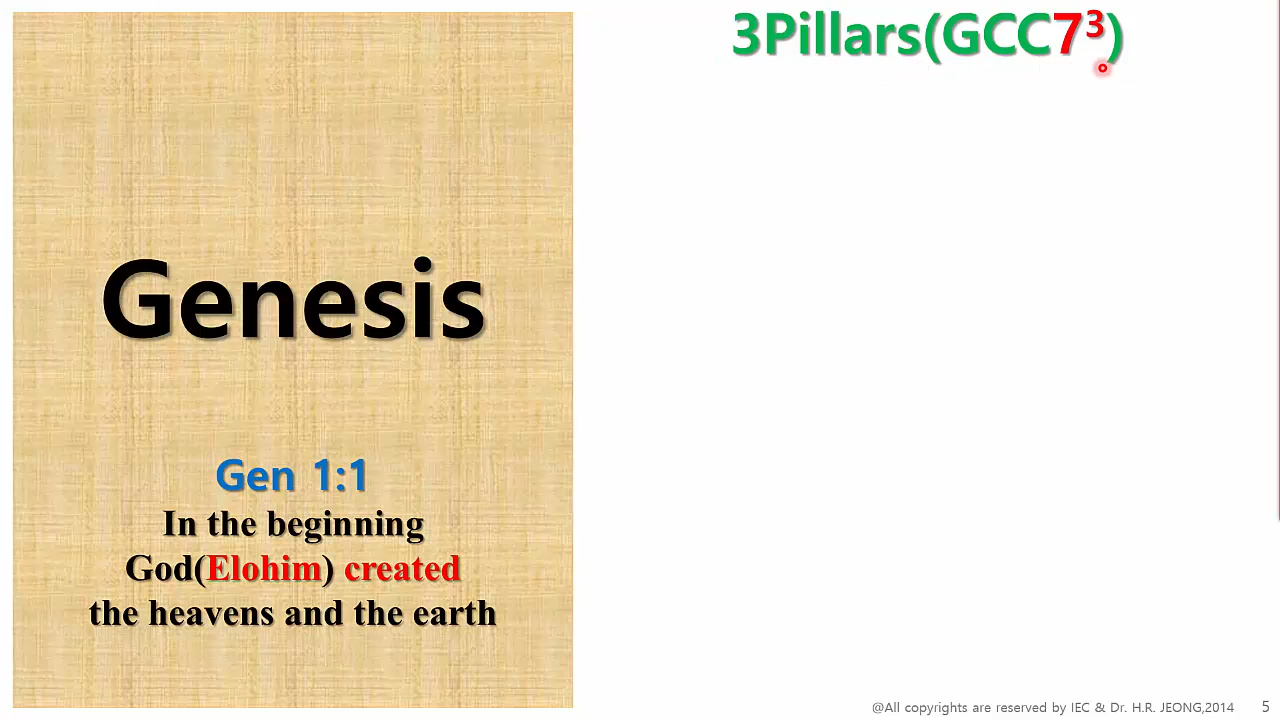 3Pillars(GCC7³)
Genesis
Gen 1:1
In the beginning
God(Elohim) created
the heavens and the earth
@All copyrights are reserved by IEC & Dr. H.R. JEONG,2014
5